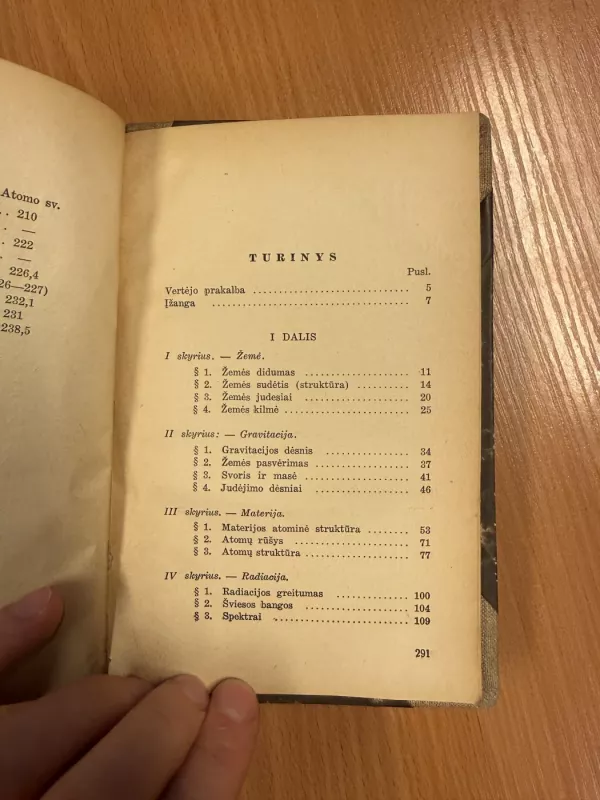 Atomo sv.
. . 210
. . —
. 222
. —
226,4
26—227)
232,1
231
238,5
TURINYS
Pusl.
Vertėjo prakalba 5
Įžanga 7
I DALIS
I skyrius. — Žemė.
§ 1. Žemės didumas 11
§ 2. Žemės sudėtis (struktūra) 14
§ 3. Žemės judesiai 20
§ 4. Žemės kilmė 25
II skyrius: — Gravitacija.
§ 1. Gravitacijos dėsnis 34
§ 2. Žemės pasvėrimas 37
§ 3. Svoris ir masė 41
§ 4. Judėjimo dėsniai 46
III skyrius. — Materija.
§ 1. Materijos atominė struktūra 53
§ 2. Atomų rūšys 71
§ 3. Atomų struktūra 77
IV skyrius. — Radiacija.
§ 1. Radiacijos greitumas 100
§ 2. Šviesos bangos 104
§ 3. Spektrai 109
291